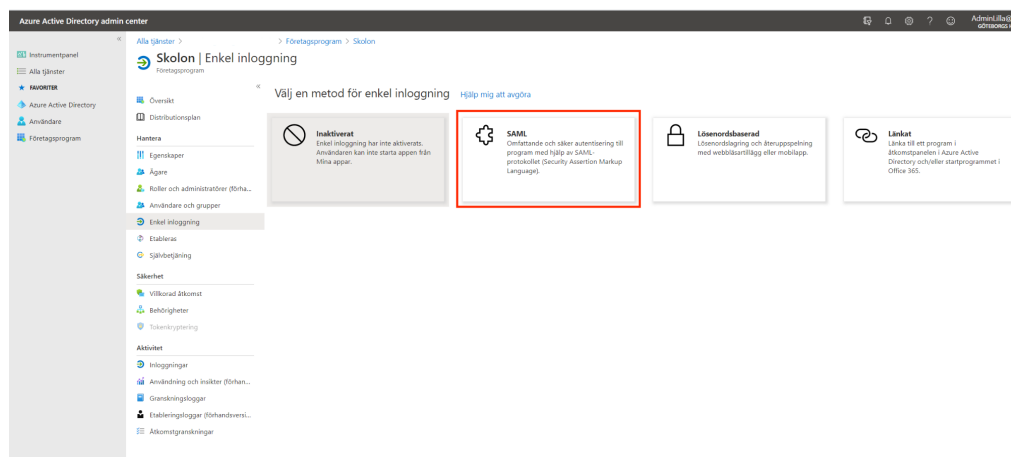 Azure Active Directory admin center
AdminLilla@
GÖTEBORGS
Instrumentpanel
Alla tjänster
FAVORITER
Azure Active Directory
Användare
Företagsprogram
Alla tjänster > > Företagsprogram > Skolon
Skolon | Enkel inloggning
Företagsprogram
Översikt
Distributionsplan
Hantera
Egenskaper
Ägare
Roller och administratörer (förha...
Användare och grupper
Enkel inloggning
Etableras
Självbetjäning
Säkerhet
Villkorad åtkomst
Behörigheter
Tokenkryptering
Aktivitet
Inloggningar
Användning och insikter (förhan...
Granskningsloggar
Etableringsloggar (förhandsversi...
Åtkomstgranskningar
Välj en metod för enkel inloggning Hjälp mig att avgöra
Inaktiverat
Enkel inloggning har inte aktiverats.
Användaren kan inte starta appen från
Mina appar.
SAML
Omfattande och säker autentisering till
program med hjälp av SAML-
protokollet (Security Assertion Markup
Language).
Lösenordsbaserad
Lösenordslagring och återuppspelning
med webbläsartillägg eller mobilapp.
Länkat
Länka till ett program i
åtkomstpanelen i Azure Active
Directory och/eller startprogrammet i
Office 365.